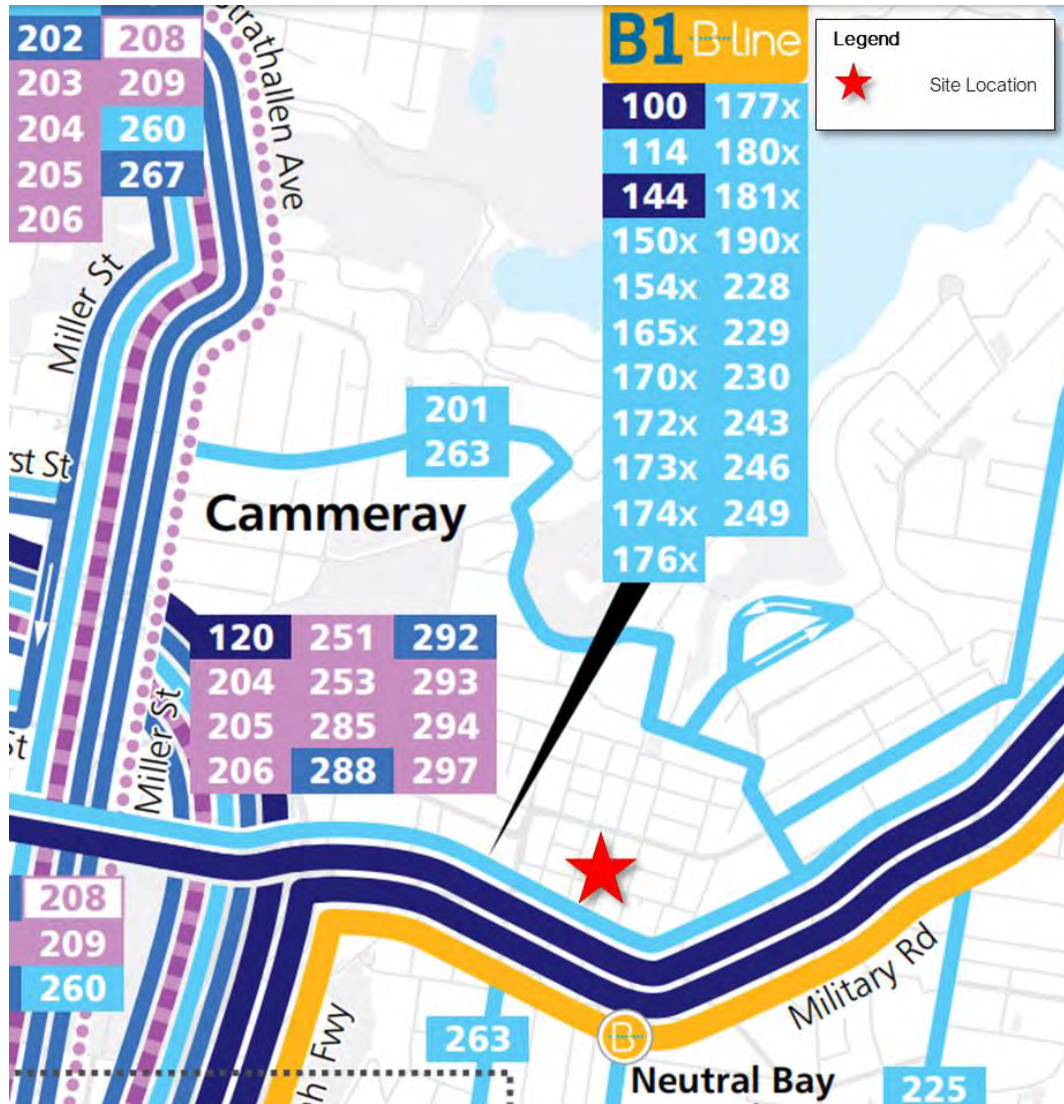 202 208
203 209
204 260
205 267
206
Strathallen Ave
B1 B-line
100 177x
114 180x
144 181x
150x 190x
154x 228
165x 229
170x 230
172x 243
173x 246
174x 249
176x
Legend
Site Location
Miller St
201
263
rst St
Cammeray
120 251 292
204 253 293
205 285 294
206 288 297
Miller St
St
208
209
260
Fwy
263
B
Military Rd
Neutral Bay
225